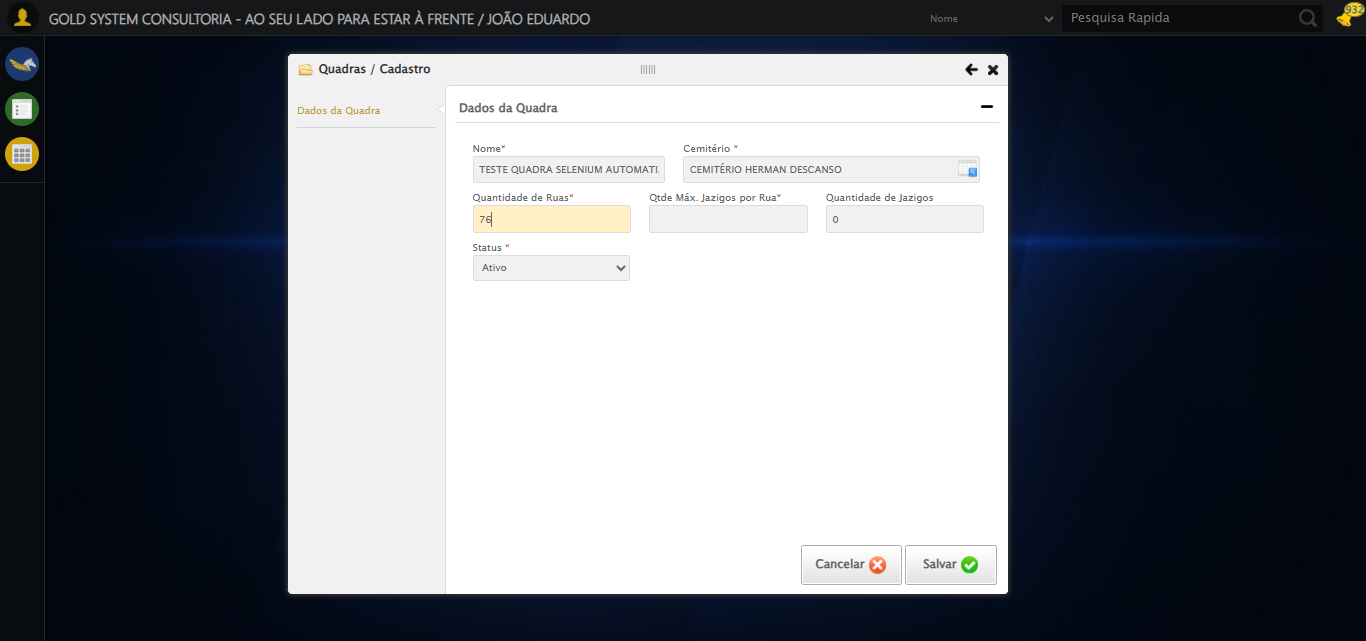 GOLD SYSTEM CONSULTORIA - AO SEU LADO PARA ESTAR À FRENTE / JOÃO EDUARDO
Nome
Pesquisa Rapida
932
Quadras / Cadastro
Dados da Quadra
Dados da Quadra
Nome*
Cemitério *
TESTE QUADRA SELENIUM AUTOMATI
CEMITÉRIO HERMAN DESCANSO
Quantidade de Ruas*
Qtde Máx. Jazigos por Rua*
Quantidade de Jazigos
76
0
Status *
Ativo
Cancelar
Salvar